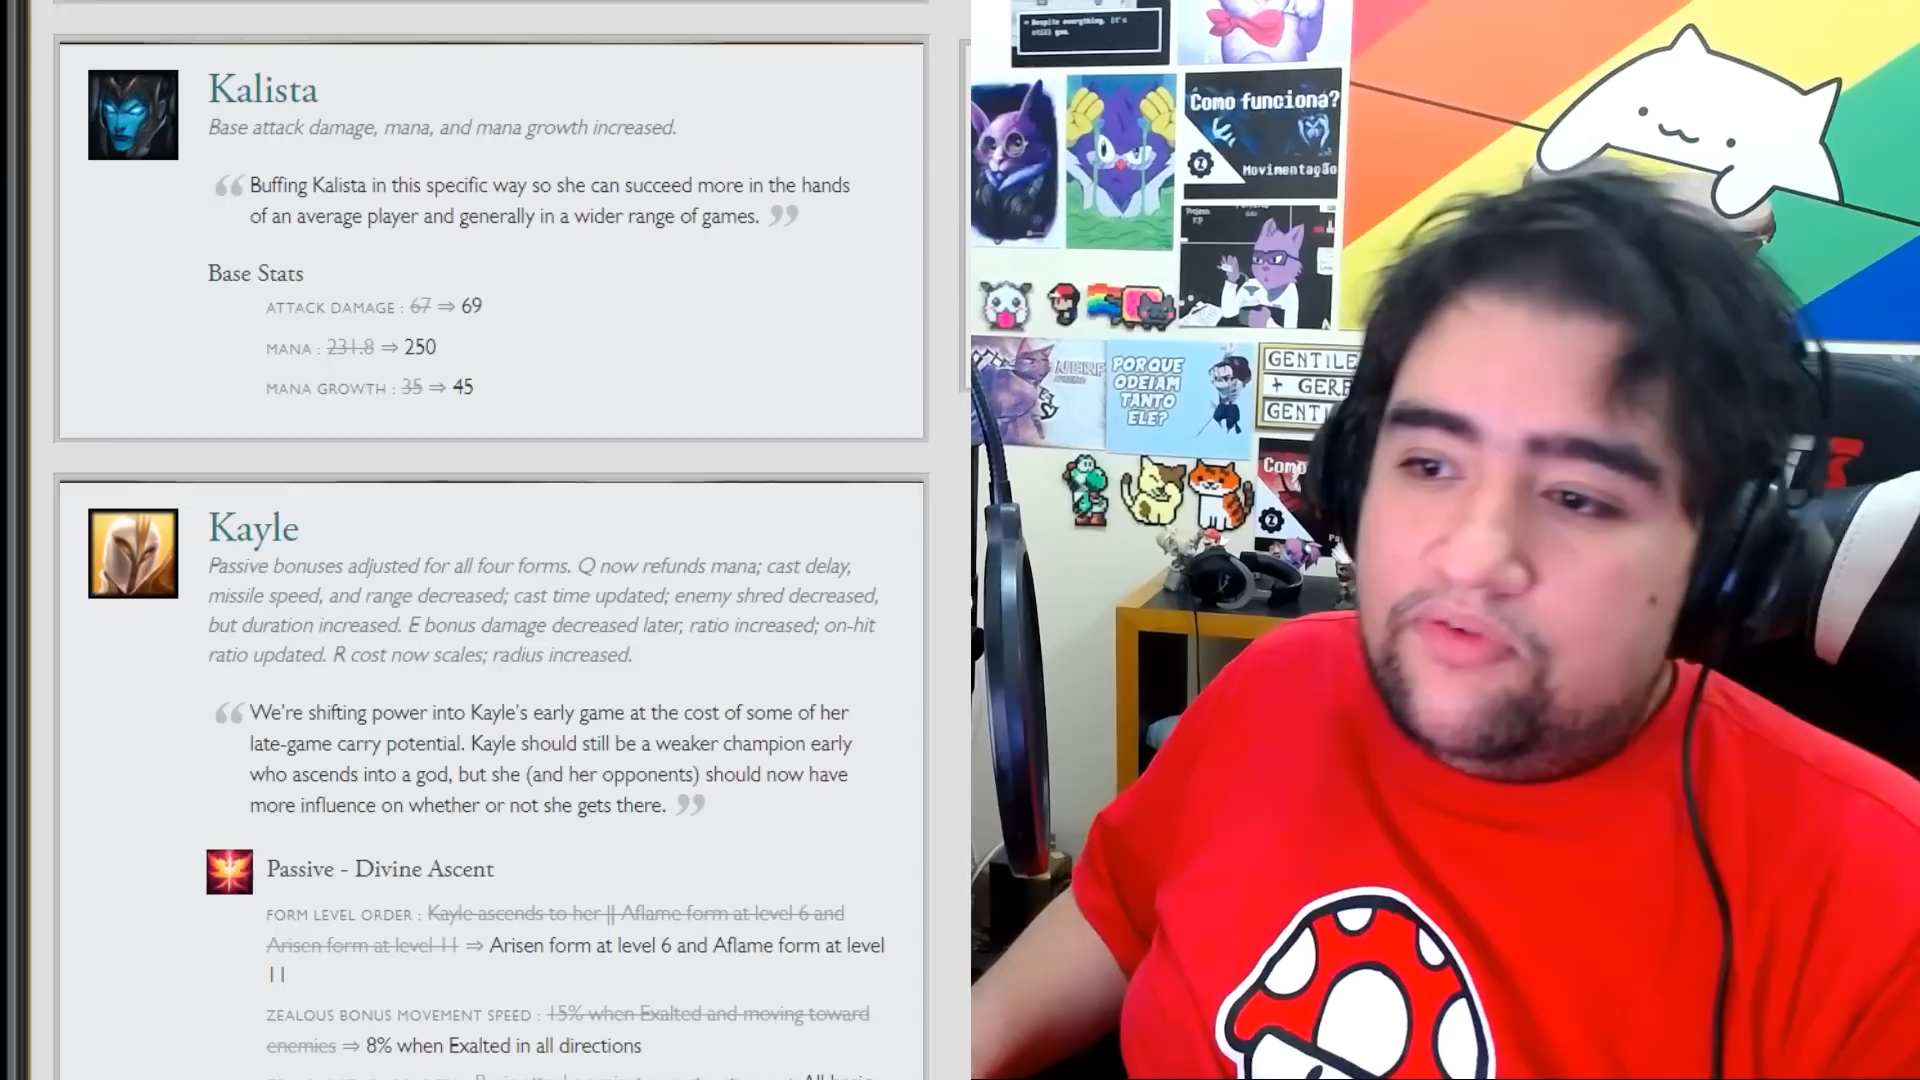 Kalista
Base attack damage, mana, and mana growth increased.
Buffing Kalista in this specific way so she can succeed more in the hands
of an average player and generally in a wider range of games.
Base Stats
ATTACK DAMAGE : 67 ⇒ 69
MANA : 231.8 ⇒ 250
MANA GROWTH : 35 ⇒ 45
Kayle
Passive bonuses adjusted for all four forms. Q now refunds mana; cast delay,
missile speed, and range decreased; cast time updated; enemy shred decreased,
but duration increased. E bonus damage decreased later, ratio increased; on-hit
ratio updated. R cost now scales; radius increased.
We're shifting power into Kayle's early game at the cost of some of her
late-game carry potential. Kayle should still be a weaker champion early
who ascends into a god, but she (and her opponents) should now have
more influence on whether or not she gets there.
Passive - Divine Ascent
FORM LEVEL ORDER : Kayle ascends to her || Aflame form at level 6 and
Arisen form at level 11 ⇒ Arisen form at level 6 and Aflame form at level
11
ZEALOUS BONUS MOVEMENT SPEED : 15% when Exalted and moving toward
enemies ⇒ 8% when Exalted in all directions
Despite everything, it's
still you.
Como funciona?
Movimentação
NERF
PORQUE
ODEIAM
TANTO
ELE?
GENTILE
+ GER
GENTI
Como